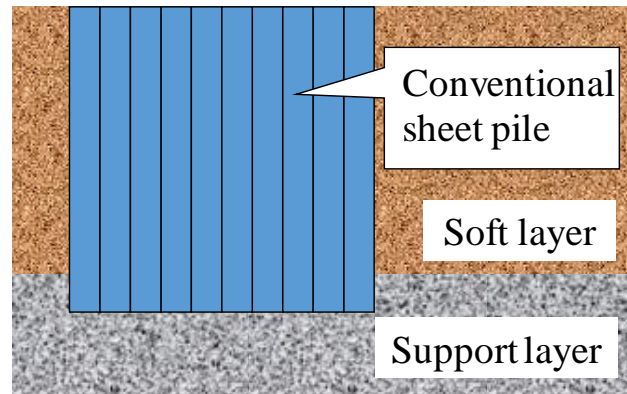 Conventional
sheet pile
Soft layer
Support layer